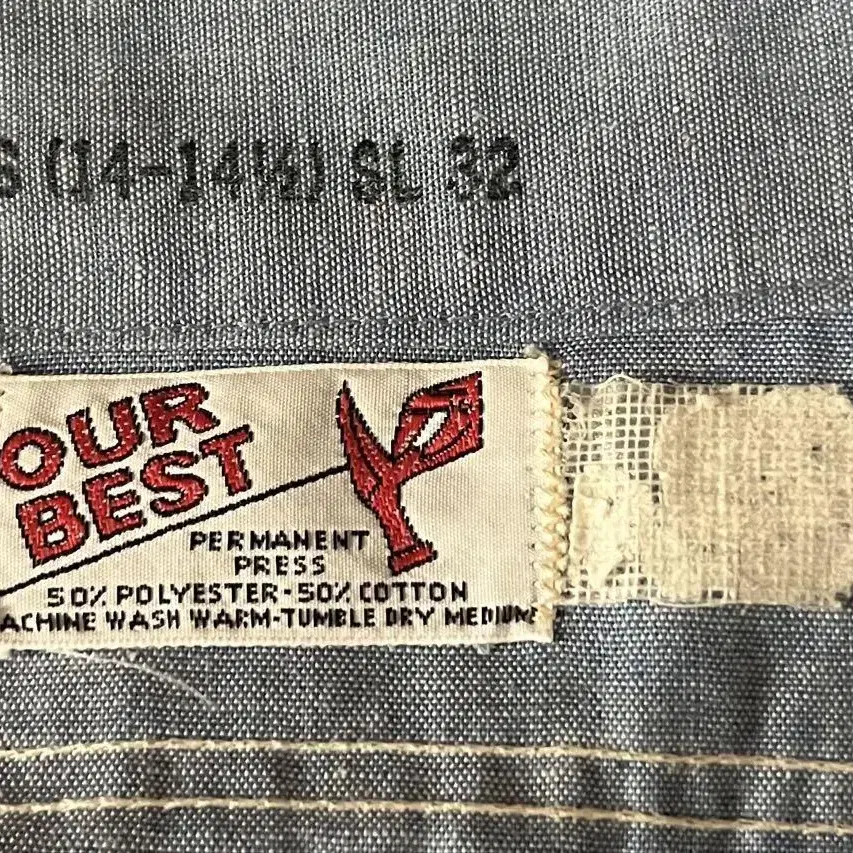 S (14-14½) SL 32
OUR
BEST
PERMANENT
PRESS
50% POLYESTER-50% COTTON
ACHINE WASH WARM-TUMBLE DRY MEDIUM